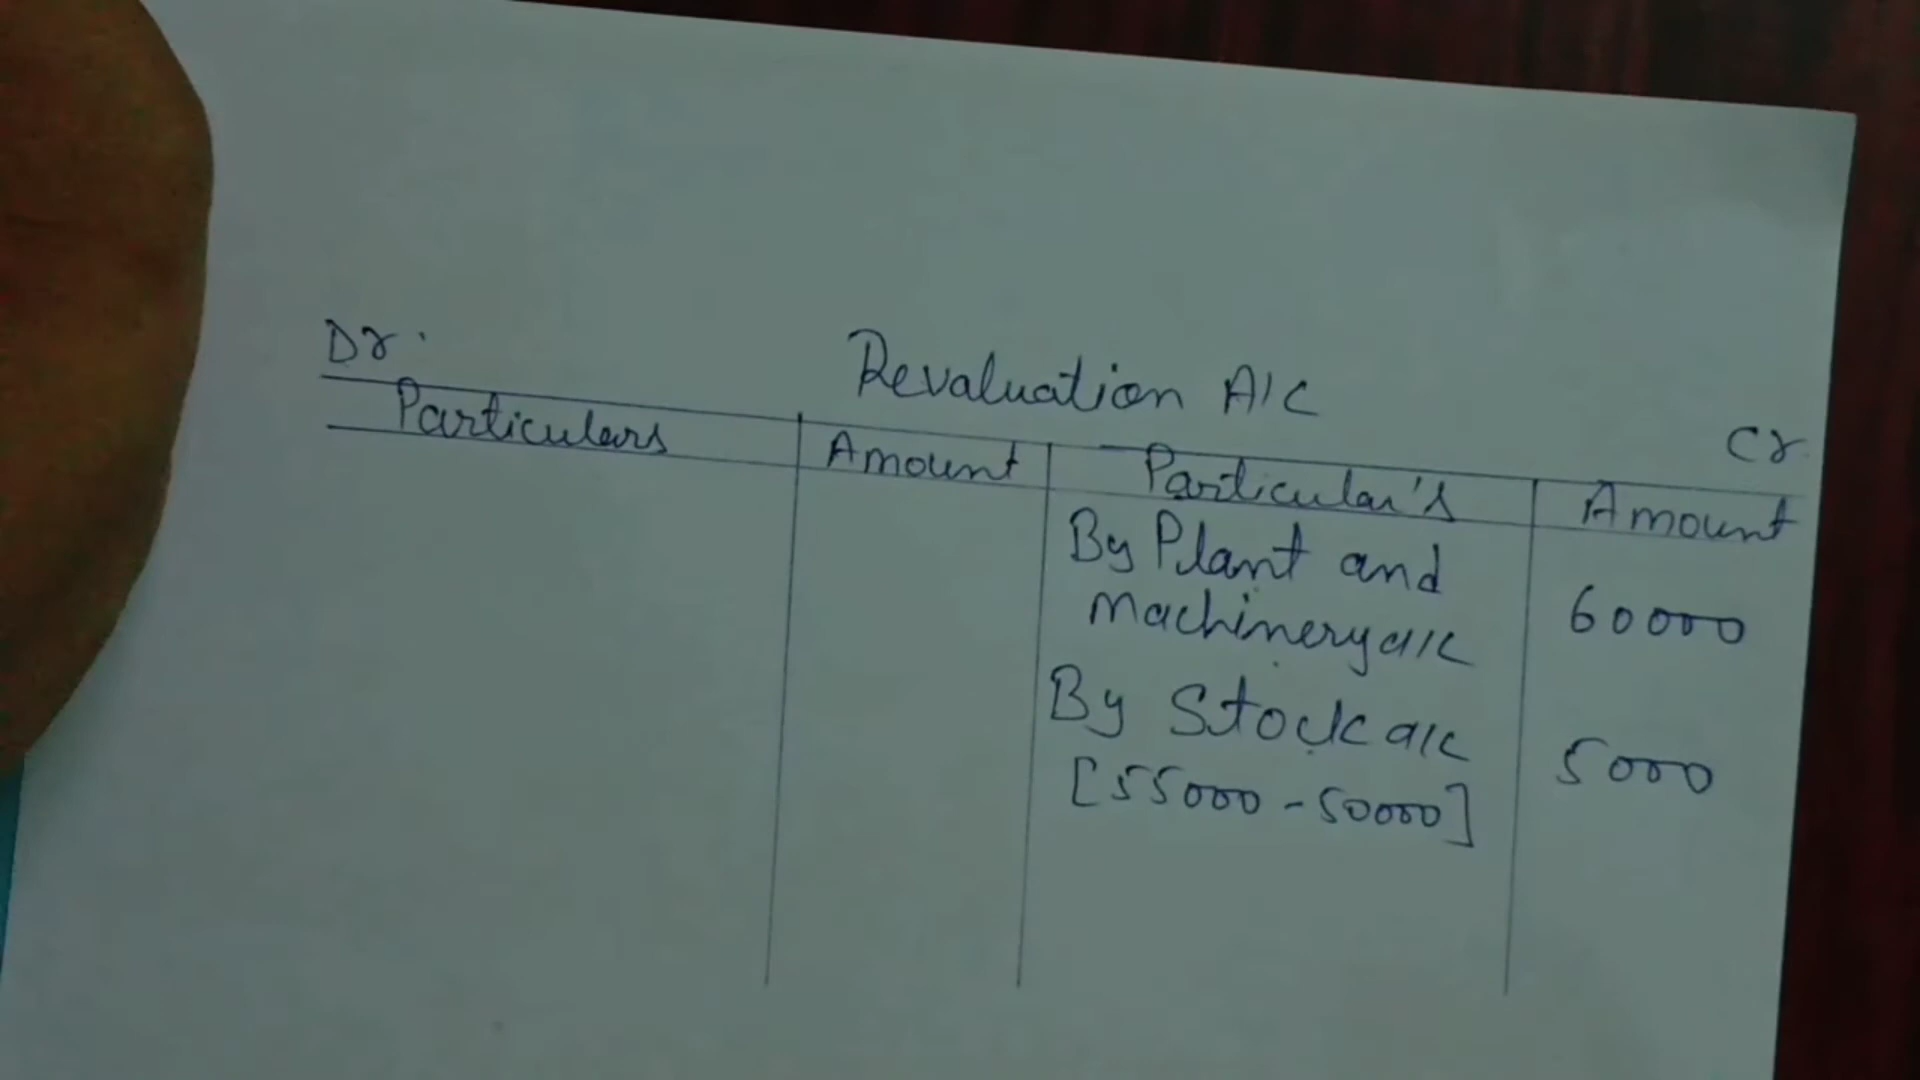 Dr.
Revaluation A/C
Cr.
Particulars
Amount
Particular's
Amount
By Plant and
Machinery a/c
60000
By Stock a/c
5000
[55000-50000]